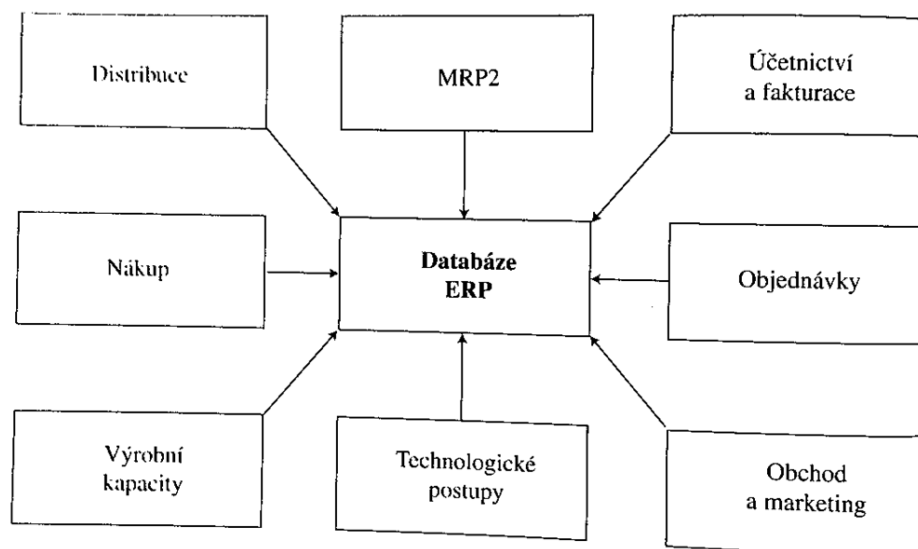 Distribuce
MRP2
Účetnictví
a fakturace
Nákup
Databáze
ERP
Objednávky
Výrobní
kapacity
Technologické
postupy
Obchod
a marketing